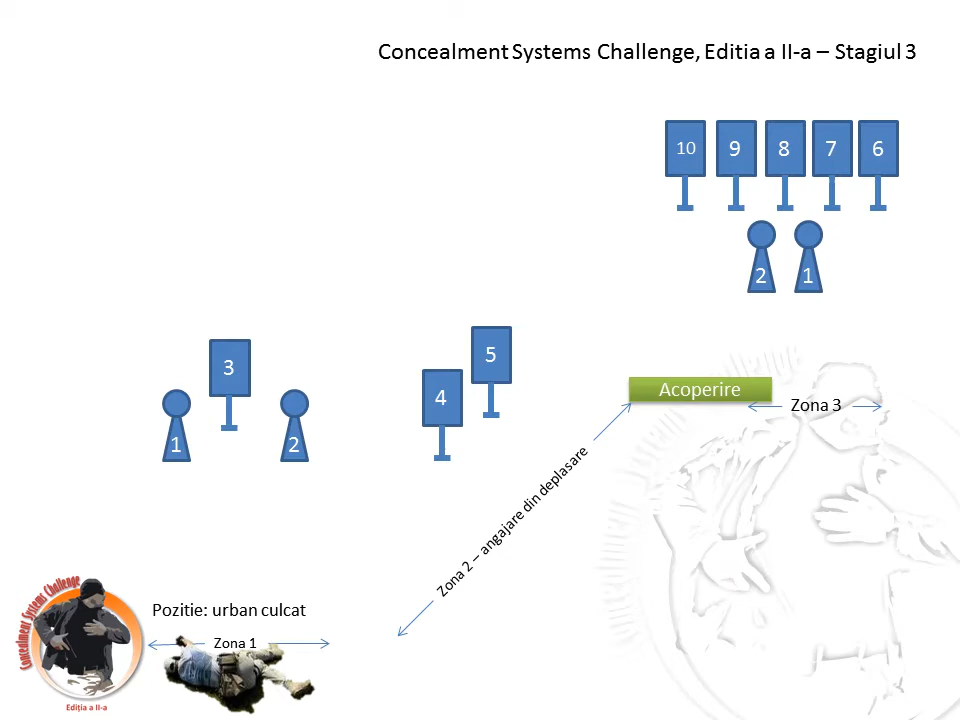 Concealment Systems Challenge, Editia a II-a – Stagiul 3
10 9 8 7 6
2 1
3
5
4
1 2
Acoperire
Zona 3
Zona 2 – angajare din deplasare
Pozitie: urban culcat
Zona 1
Concealment Systems Challenge
Ediția a II-a